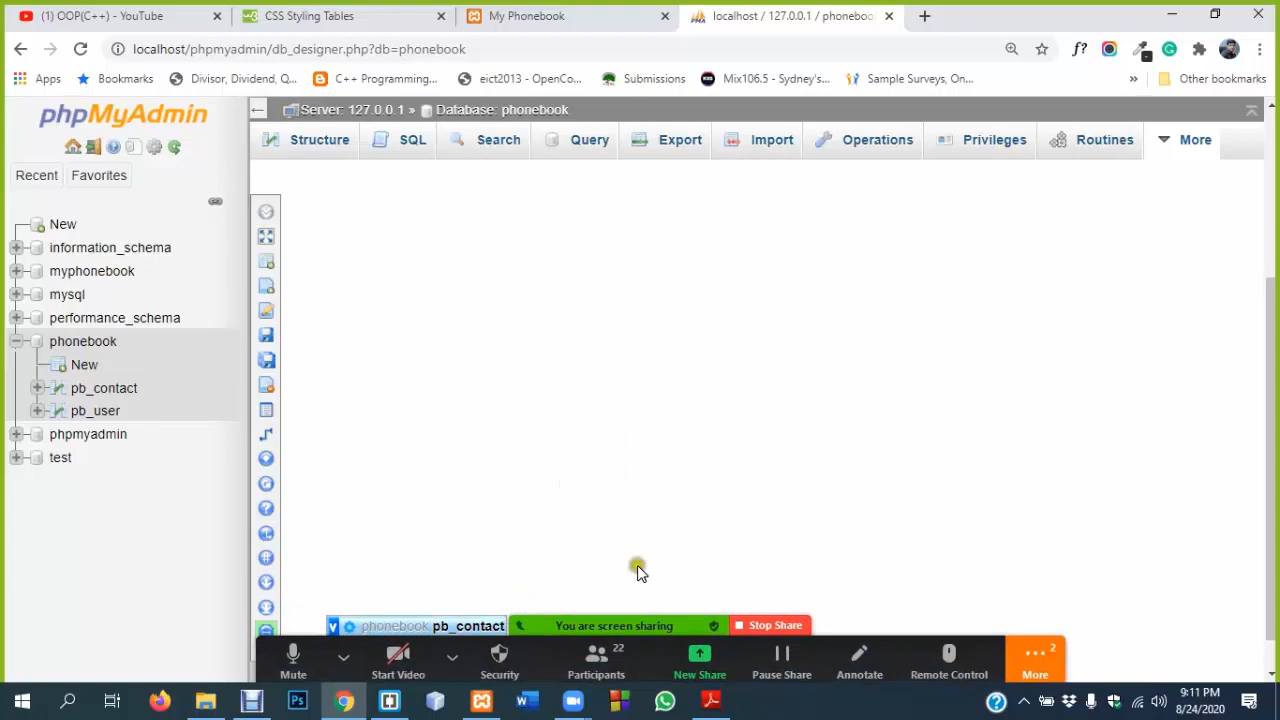 OOP(C++) - YouTube
CSS Styling Tables
My Phonebook
localhost / 127.0.0.1 / phoneboo
localhost/phpmyadmin/db_designer.php?db=phonebook
Apps
Bookmarks
Divisor, Dividend, Q...
C++ Programming...
eict2013 - OpenCo...
Submissions
Mix106.5 - Sydney's...
Sample Surveys, On...
Other bookmarks
phpMyAdmin
Server: 127.0.0.1 » Database: phonebook
Structure
SQL
Search
Query
Export
Import
Operations
Privileges
Routines
More
Recent
Favorites
New
information_schema
myphonebook
mysql
performance_schema
phonebook
New
pb_contact
pb_user
phpmyadmin
test
v phonebook pb_contact
You are screen sharing
Stop Share
22
2
Mute
Start Video
Security
Participants
New Share
Pause Share
Annotate
Remote Control
More
9:11 PM
8/24/2020